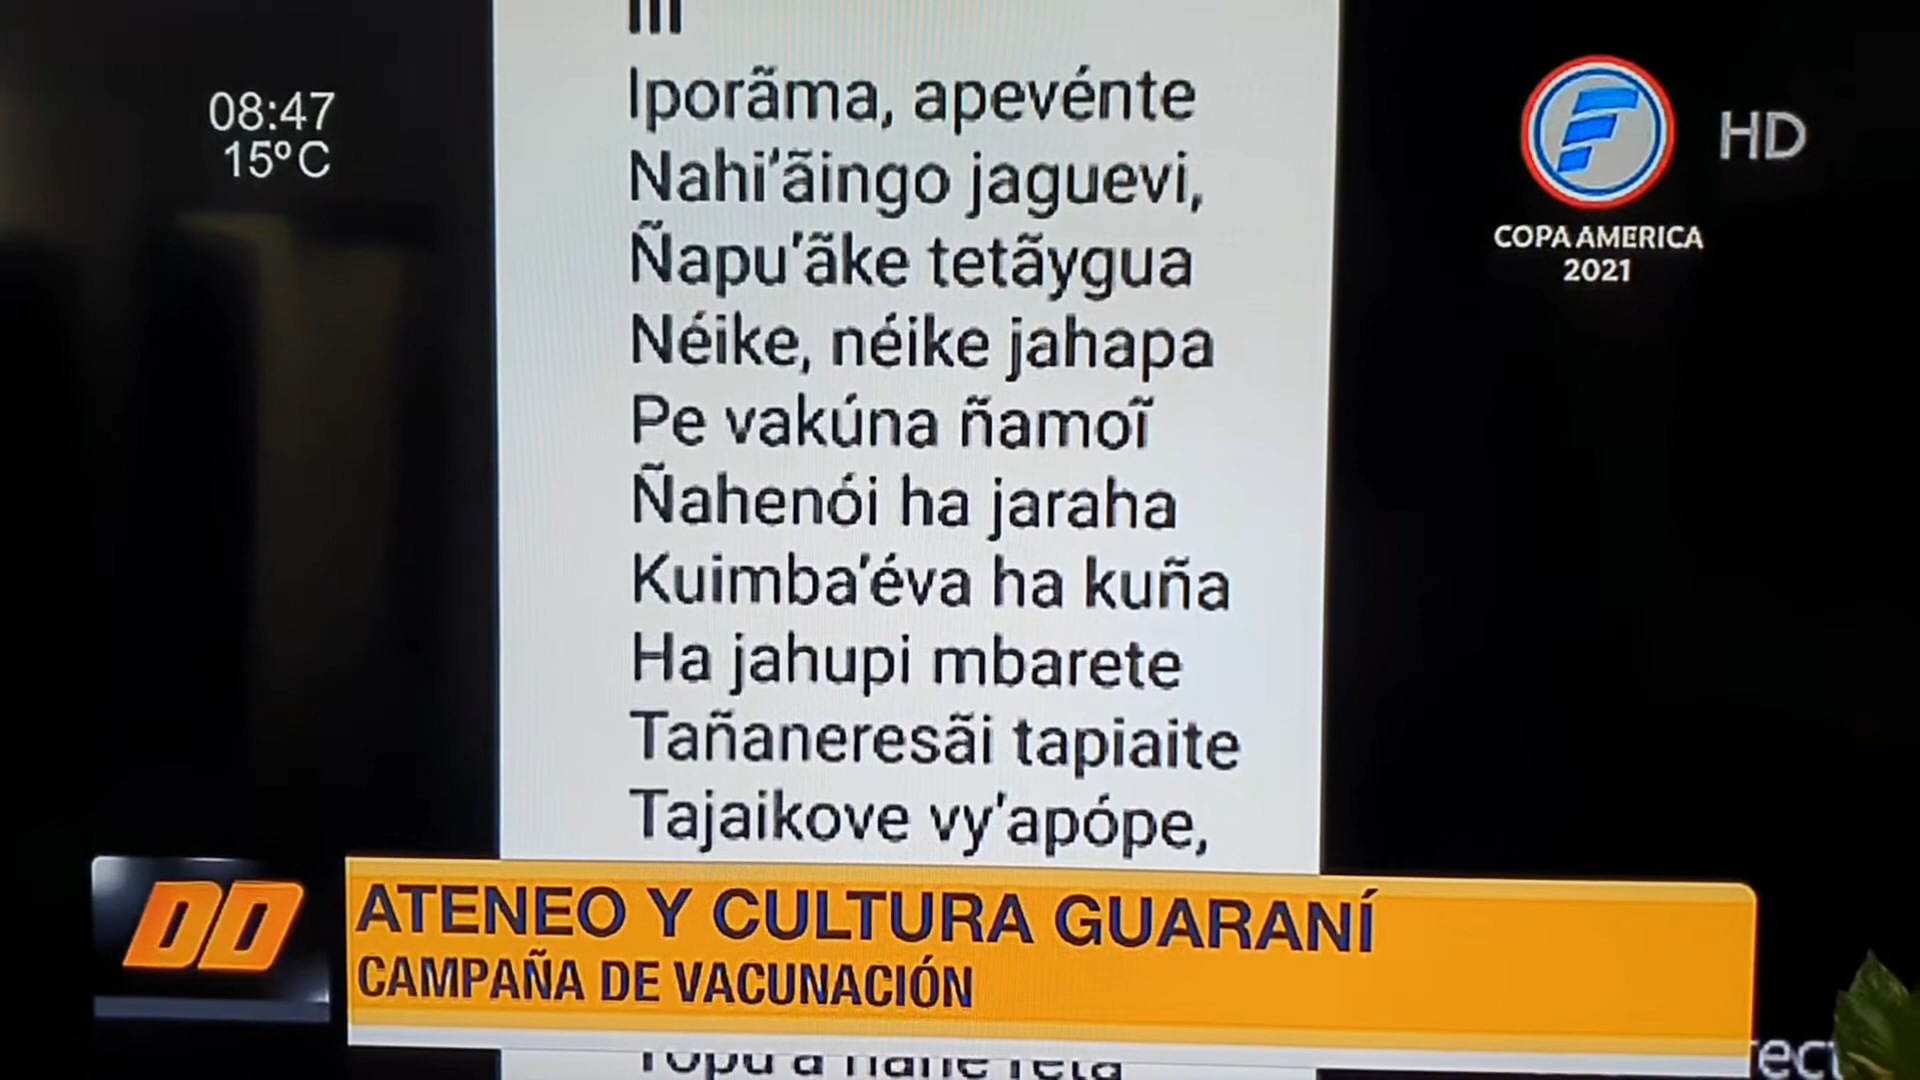 III
Iporãma, apevénte
Nahi'ãingo jaguevi,
Ñapu'ãke tetãygua
Néike, néike jahapa
Pe vakúna ñamoĩ
Ñahenói ha jaraha
Kuimba'éva ha kuña
Ha jahupi mbarete
Tañaneresãi tapiaite
Tajaikove vy'apópe,
08:47
15ºC
HD
COPA AMERICA
2021
DD
ATENEO Y CULTURA GUARANÍ
CAMPAÑA DE VACUNACIÓN